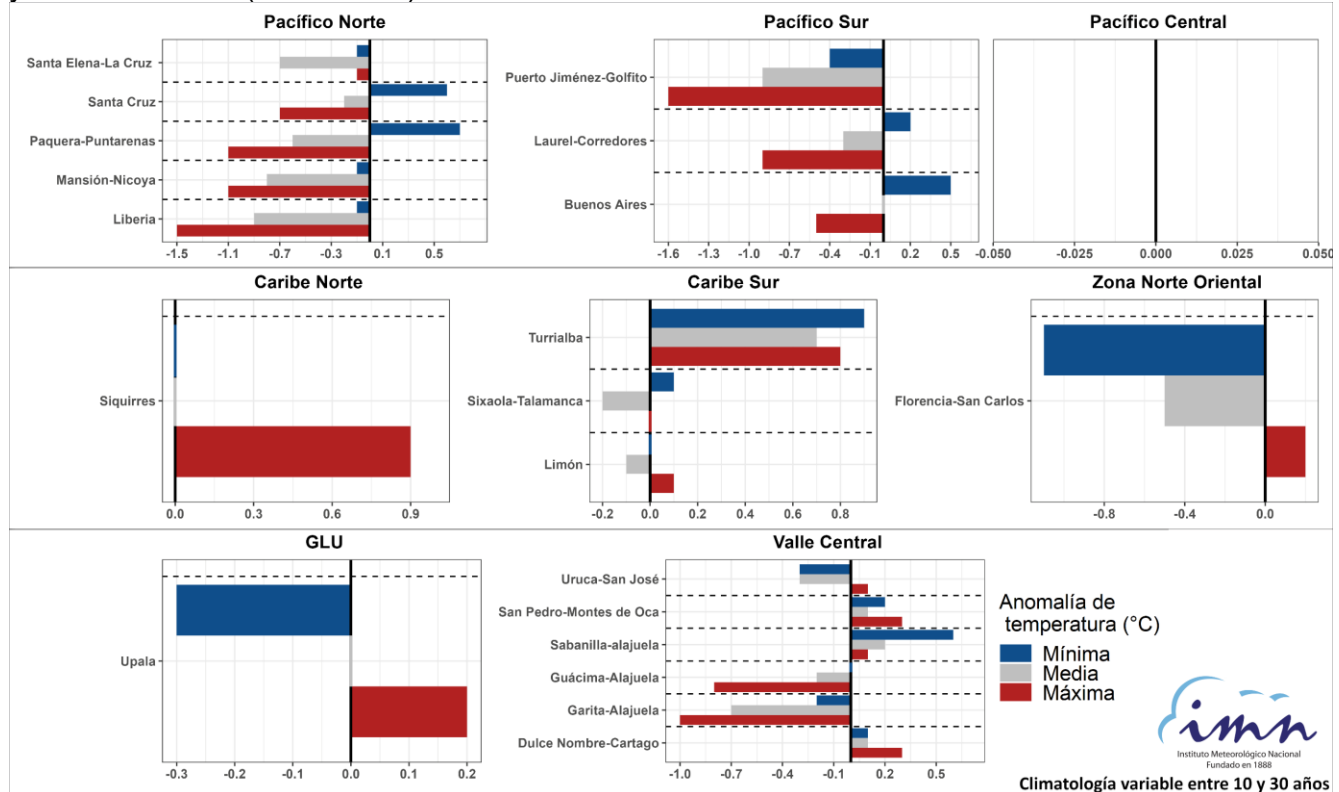 Pacífico Norte
Santa Elena-La Cruz
Santa Cruz
Paquera-Puntarenas
Mansión-Nicoya
Liberia
-1.5 -1.1 -0.7 -0.3 0.1 0.5
Pacífico Sur
Puerto Jiménez-Golfito
Laurel-Corredores
Buenos Aires
-1.6 -1.3 -1.0 -0.7 -0.4 -0.1 0.2 0.5
Pacífico Central
-0.050 -0.025 0.000 0.025 0.050
Caribe Norte
Siquirres
0.0 0.3 0.6 0.9
Caribe Sur
Turrialba
Sixaola-Talamanca
Limón
-0.2 0.0 0.2 0.4 0.6 0.8
Zona Norte Oriental
Florencia-San Carlos
-0.8 -0.4 0.0
GLU
Upala
-0.3 -0.2 -0.1 0.0 0.1 0.2
Valle Central
Uruca-San José
San Pedro-Montes de Oca
Sabanilla-alajuela
Guácima-Alajuela
Garita-Alajuela
Dulce Nombre-Cartago
-1.0 -0.7 -0.4 -0.1 0.2 0.5
Anomalía de
temperatura (°C)
Mínima
Media
Máxima
imn
Instituto Meteorológico Nacional
Fundado en 1888
Climatología variable entre 10 y 30 años